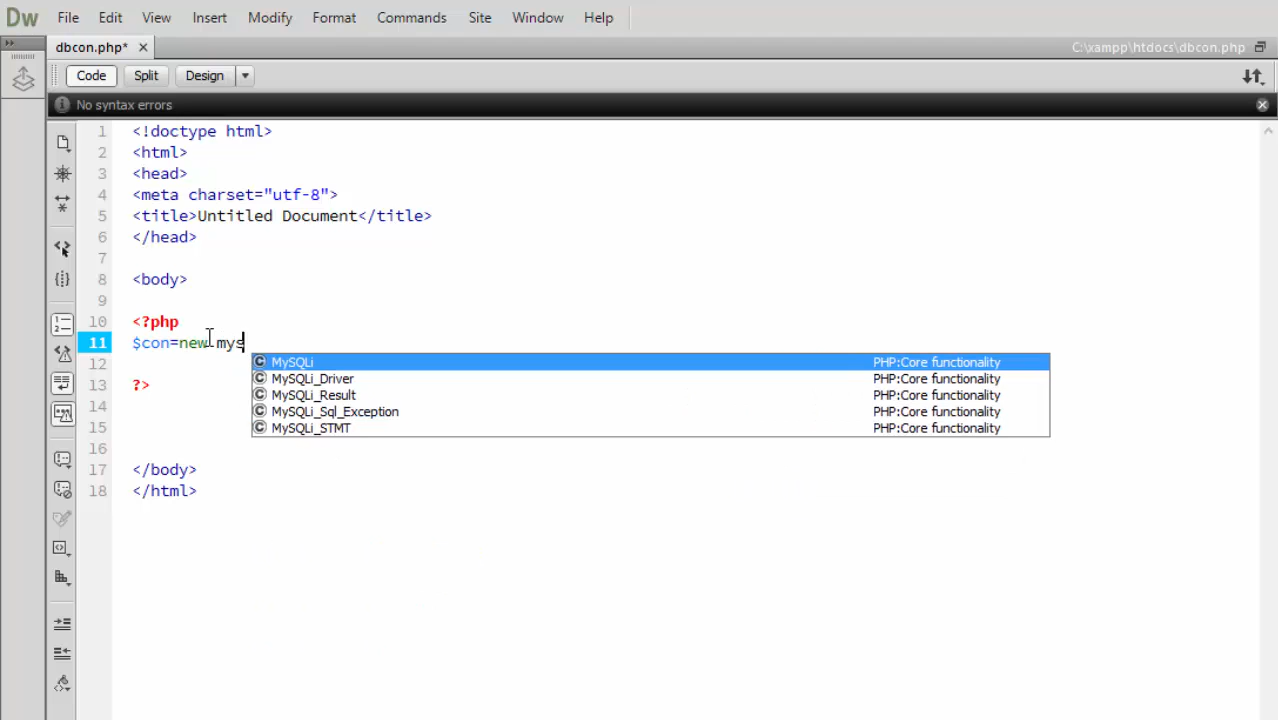 Dw File Edit View Insert Modify Format Commands Site Window Help
dbcon.php* C:\xampp\htdocs\dbcon.php
Code Split Design
No syntax errors
1 <!doctype html>
2 <html>
3 <head>
4 <meta charset="utf-8">
5 <title>Untitled Document</title>
6 </head>
7
8 <body>
9
10 <?php
11 $con=new mys
MySQLi PHP:Core functionality
12 MySQLi_Driver PHP:Core functionality
13 ?> MySQLi_Result PHP:Core functionality
14 MySQLi_Sql_Exception PHP:Core functionality
15 MySQLi_STMT PHP:Core functionality
16
17 </body>
18 </html>